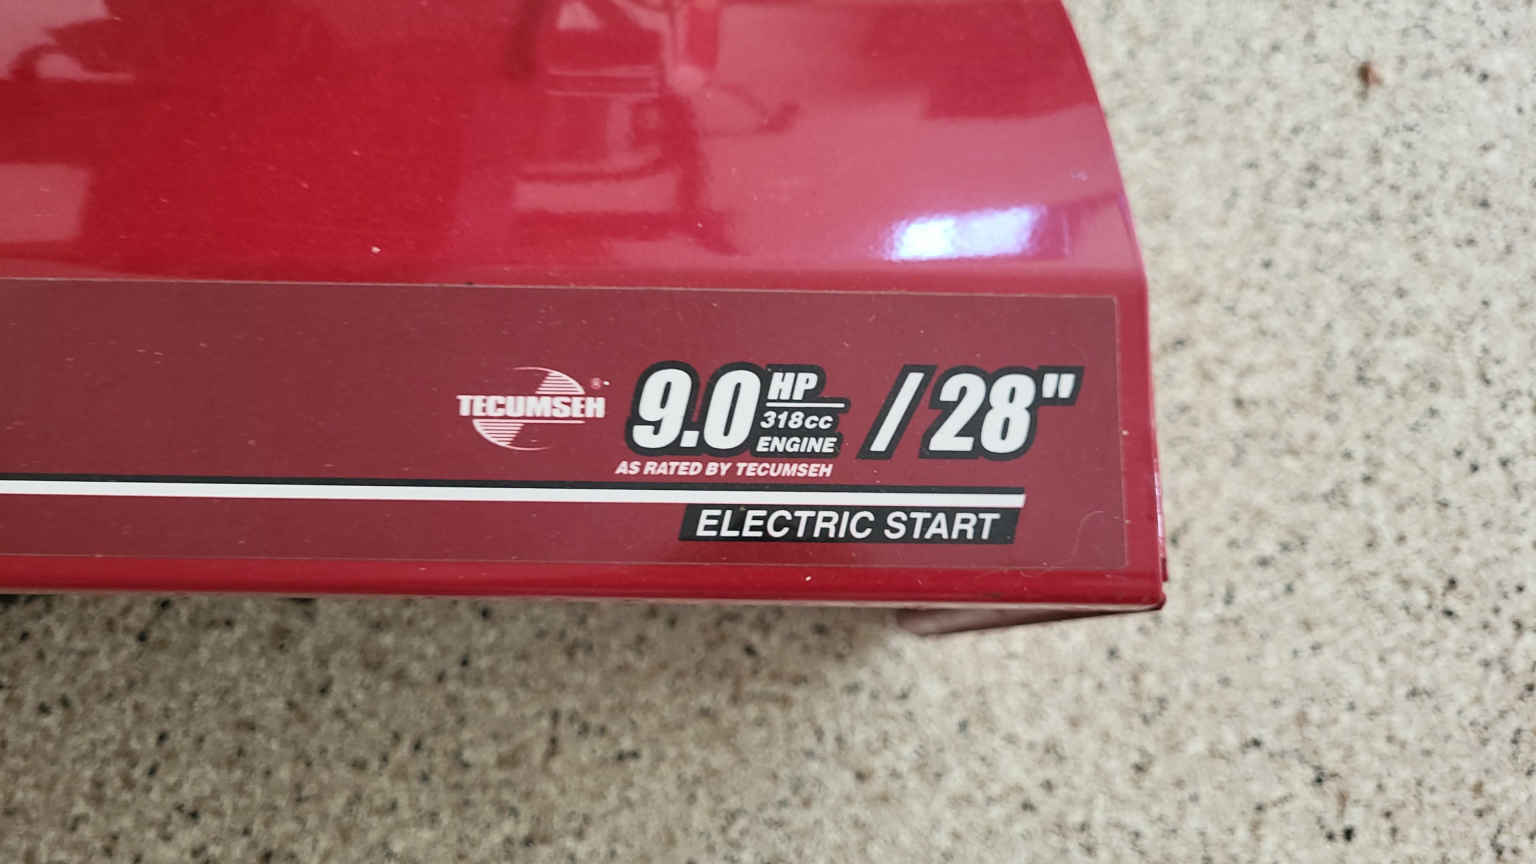 TECUMSEH®
9.0 HP / 28"
318cc
ENGINE
AS RATED BY TECUMSEH
ELECTRIC START